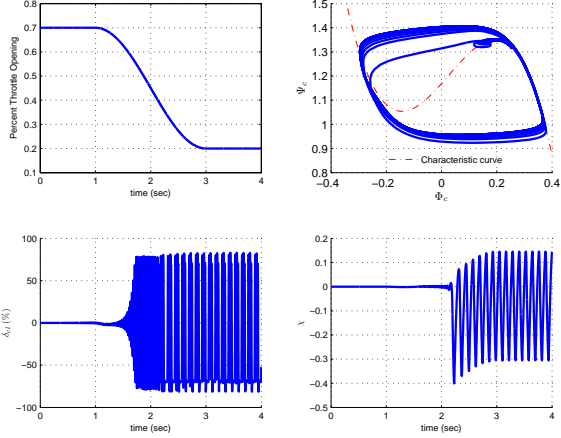 0.8
0.7
0.6
0.5
0.4
0.3
0.2
0.1
0 1 2 3 4
Percent Throttle Opening
time (sec)
1.5
1.4
1.3
1.2
1.1
1
0.9
0.8
−0.4 −0.2 0 0.2 0.4
Ψc
Φc
Characteristic curve
100
50
0
−50
−100
0 1 2 3 4
δcl (%)
time (sec)
0.2
0.1
0
−0.1
−0.2
−0.3
−0.4
−0.5
0 1 2 3 4
χ
time (sec)